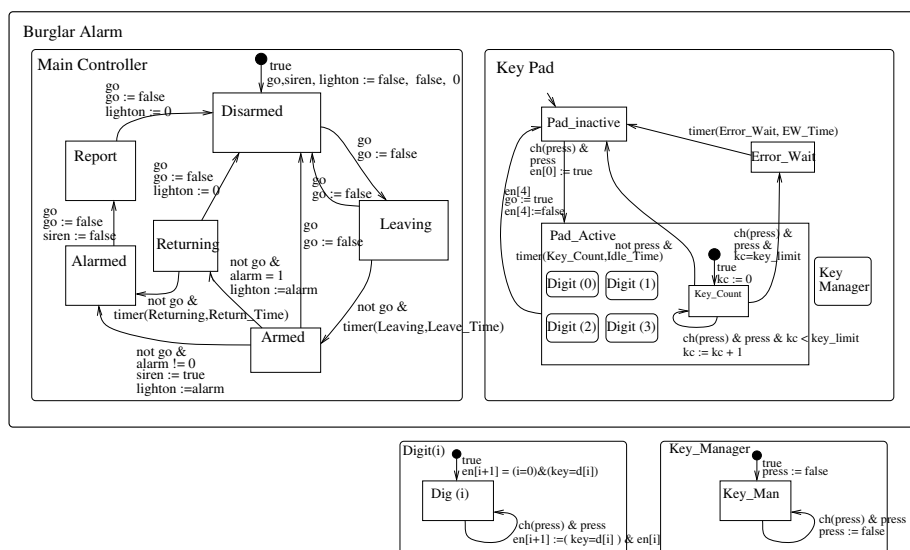 Burglar Alarm
Main Controller
true
go,siren, lighton := false, false, 0
go
go := false
lighton := 0
Disarmed
Report
go
go := false
lighton := 0
go
go := false
go
go := false
go
go := false
siren := false
Returning
Leaving
Alarmed
not go &
alarm = 1
lighton :=alarm
go
go := false
not go &
timer(Returning,Return_Time)
not go &
timer(Leaving,Leave_Time)
Armed
not go &
alarm != 0
siren := true
lighton :=alarm
Key Pad
Pad_inactive
timer(Error_Wait, EW_Time)
ch(press) &
press
en[0] := true
Error_Wait
en[4]
go := true
en[4]:=false
Pad_Active
not press &
timer(Key_Count,Idle_Time)
ch(press) &
press &
kc=key_limit
true
kc := 0
Digit (0)
Digit (1)
Key_Count
Key
Manager
Digit (2)
Digit (3)
ch(press) & press & kc < key_limit
kc := kc + 1
Digit(i)
true
en[i+1] = (i=0)&(key=d[i])
Dig (i)
ch(press) & press
en[i+1] :=( key=d[i] ) & en[i]
Key_Manager
true
press := false
Key_Man
ch(press) & press
press := false